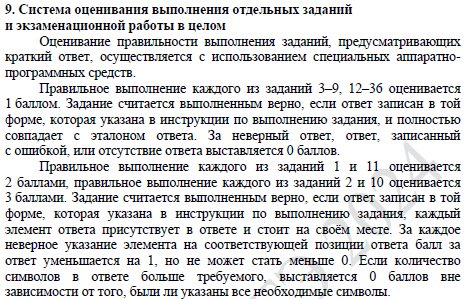 9. Система оценивания выполнения отдельных заданий
и экзаменационной работы в целом
Оценивание правильности выполнения заданий, предусматривающих
краткий ответ, осуществляется с использованием специальных аппаратно-
программных средств.
Правильное выполнение каждого из заданий 3–9, 12–36 оценивается
1 баллом. Задание считается выполненным верно, если ответ записан в той
форме, которая указана в инструкции по выполнению задания, и полностью
совпадает с эталоном ответа. За неверный ответ, ответ, записанный
с ошибкой, или отсутствие ответа выставляется 0 баллов.
Правильное выполнение каждого из заданий 1 и 11 оценивается
2 баллами, правильное выполнение каждого из заданий 2 и 10 оценивается
3 баллами. Задание считается выполненным верно, если ответ записан в той
форме, которая указана в инструкции по выполнению задания, каждый
элемент ответа присутствует в ответе и стоит на своём месте. За каждое
неверное указание элемента на соответствующей позиции ответа балл за
ответ уменьшается на 1, но не может стать меньше 0. Если количество
символов в ответе больше требуемого, выставляется 0 баллов вне
зависимости от того, были ли указаны все необходимые символы.
2024